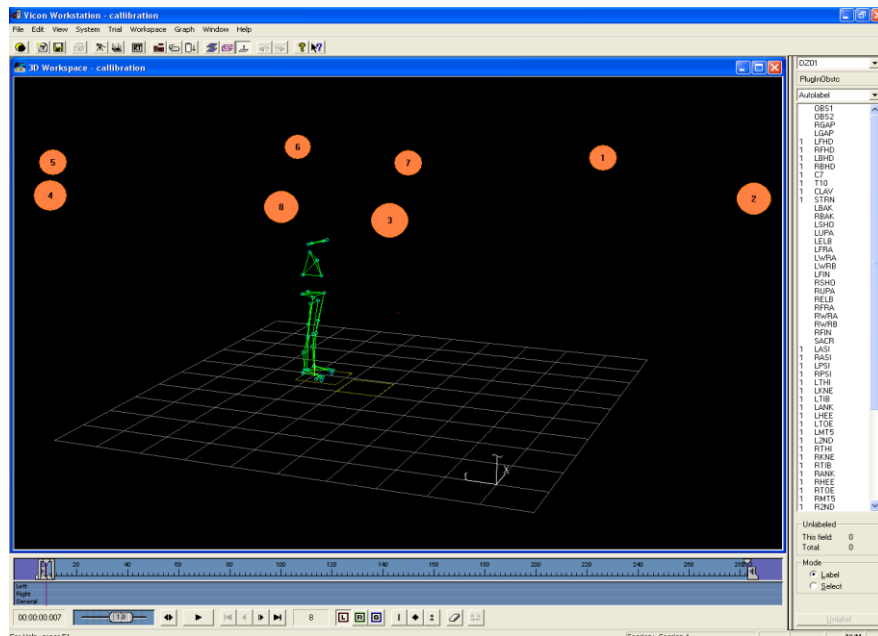 Vicon Workstation - callibration
File Edit View System Trial Workspace Graph Window Help
3D Workspace - callibration
5
6
7
1
4
8
3
2
DZ01
PlugInObstc
Autolabel
OBS1
OBS2
RGAP
LGAP
1 LFHD
1 RFHD
1 LBHD
1 RBHD
1 C7
1 T10
1 CLAV
1 STRN
LBAK
RBAK
LSHO
LUPA
LELB
LFRA
LWRA
LWRB
LFIN
RSHO
RUPA
RELB
RFRA
RWRA
RWRB
RFIN
SACR
1 LASI
1 RASI
1 LPSI
1 RPSI
1 LTHI
1 LKNE
1 LTIB
1 LANK
1 LHEE
1 LTOE
1 LMT5
1 L2ND
1 RTHI
1 RKNE
1 RTIB
1 RANK
1 RHEE
1 RTOE
1 RMT5
1 R2ND
Unlabeled
This field: 0
Total: 0
Mode
Label
Select
Unlabel
20 40 60 80 100 120 140 160 180 200 220 240 260
Left
Right
General
00:00:00:007
1.0
8
L R G